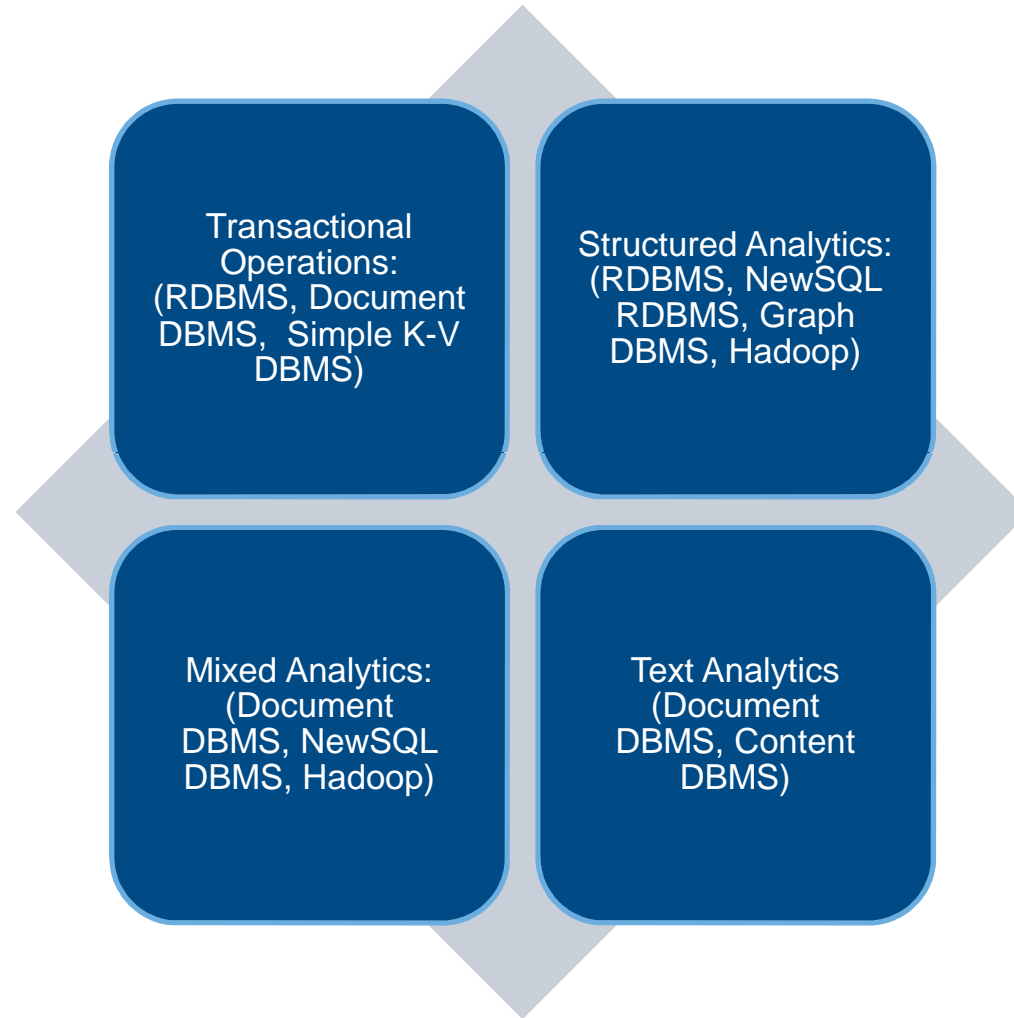 Transactional
Operations:
(RDBMS, Document
DBMS,  Simple K-V
DBMS)
Structured Analytics:
(RDBMS, NewSQL
RDBMS, Graph
DBMS, Hadoop)
Mixed Analytics:
(Document
DBMS, NewSQL
DBMS, Hadoop)
Text Analytics
(Document
DBMS, Content
DBMS)